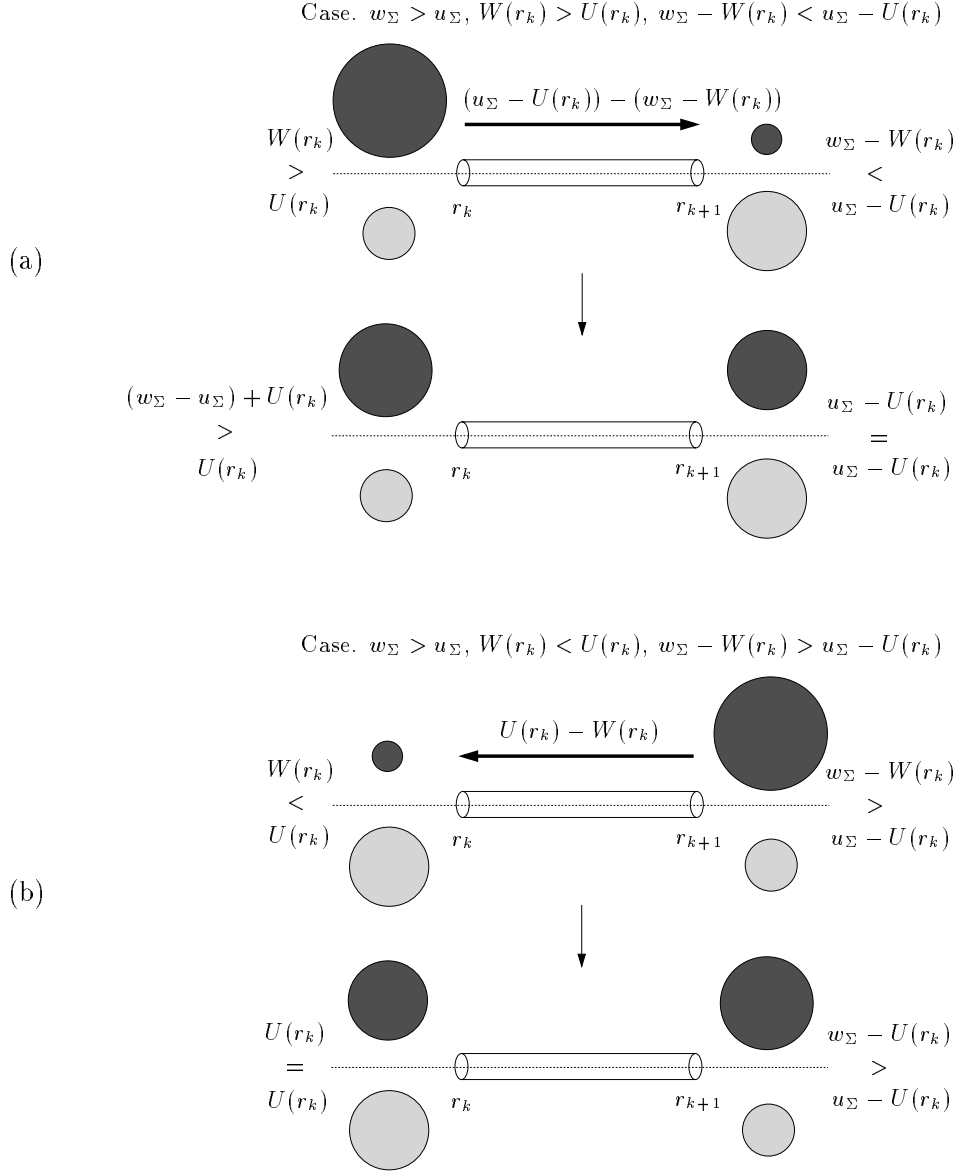 Case. w_Σ > u_Σ, W(r_k) > U(r_k), w_Σ − W(r_k) < u_Σ − U(r_k)
(u_Σ − U(r_k)) − (w_Σ − W(r_k))
W(r_k)
>
U(r_k)
w_Σ − W(r_k)
<
u_Σ − U(r_k)
r_k
r_{k+1}
(a)
(w_Σ − u_Σ) + U(r_k)
>
U(r_k)
u_Σ − U(r_k)
=
u_Σ − U(r_k)
r_k
r_{k+1}
Case. w_Σ > u_Σ, W(r_k) < U(r_k), w_Σ − W(r_k) > u_Σ − U(r_k)
U(r_k) − W(r_k)
W(r_k)
<
U(r_k)
w_Σ − W(r_k)
>
u_Σ − U(r_k)
r_k
r_{k+1}
(b)
U(r_k)
=
U(r_k)
w_Σ − U(r_k)
>
u_Σ − U(r_k)
r_k
r_{k+1}